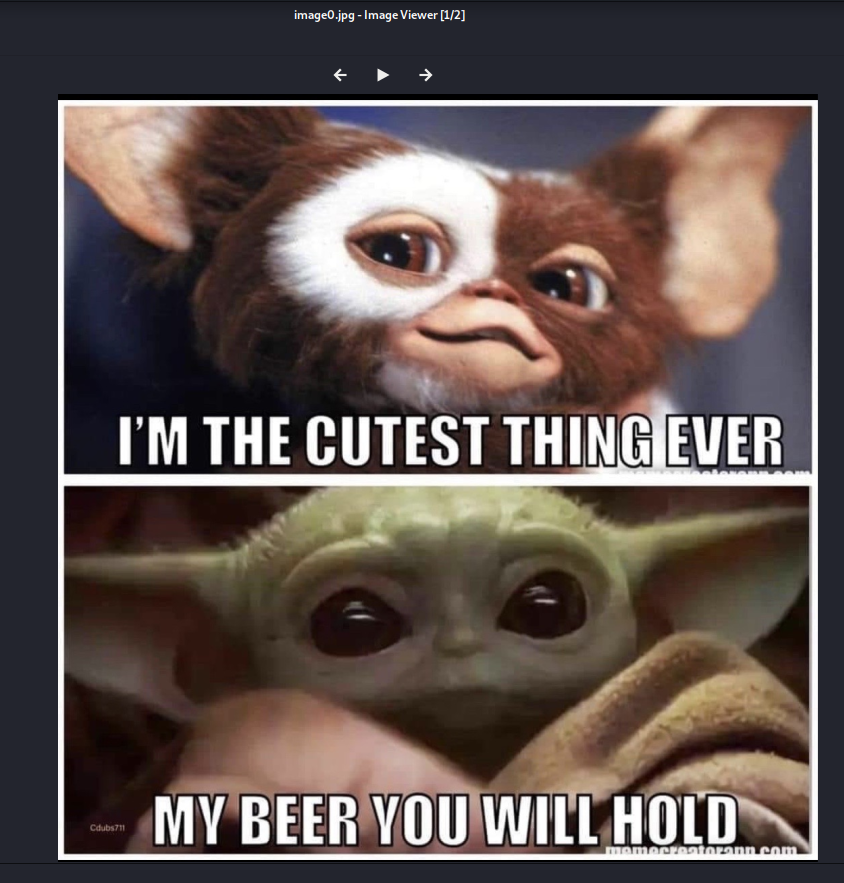 image0.jpg - Image Viewer [1/2]
I'M THE CUTEST THING EVER
MY BEER YOU WILL HOLD
Cdubs711
memecreatorapp.com